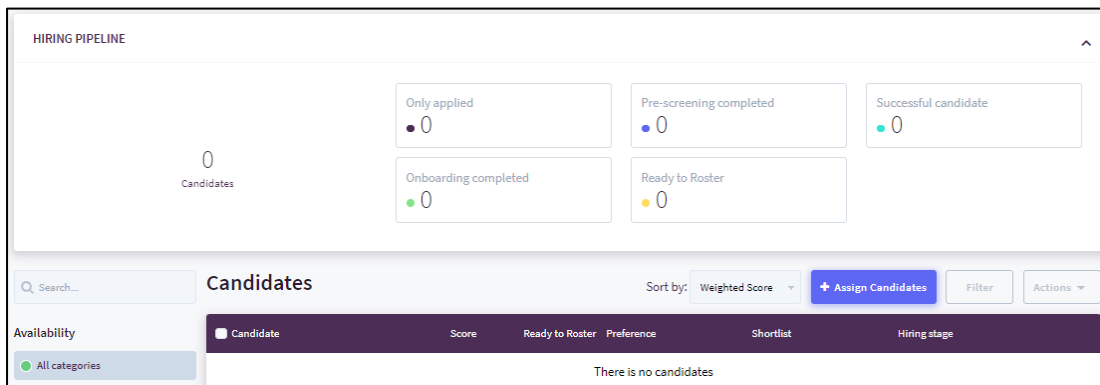 HIRING PIPELINE
Only applied
0
Pre-screening completed
0
Successful candidate
0
0
Candidates
Onboarding completed
0
Ready to Roster
0
Search...
Candidates
Sort by: Weighted Score
+ Assign Candidates
Filter
Actions
Availability
All categories
Candidate Score Ready to Roster Preference Shortlist Hiring stage
There is no candidates